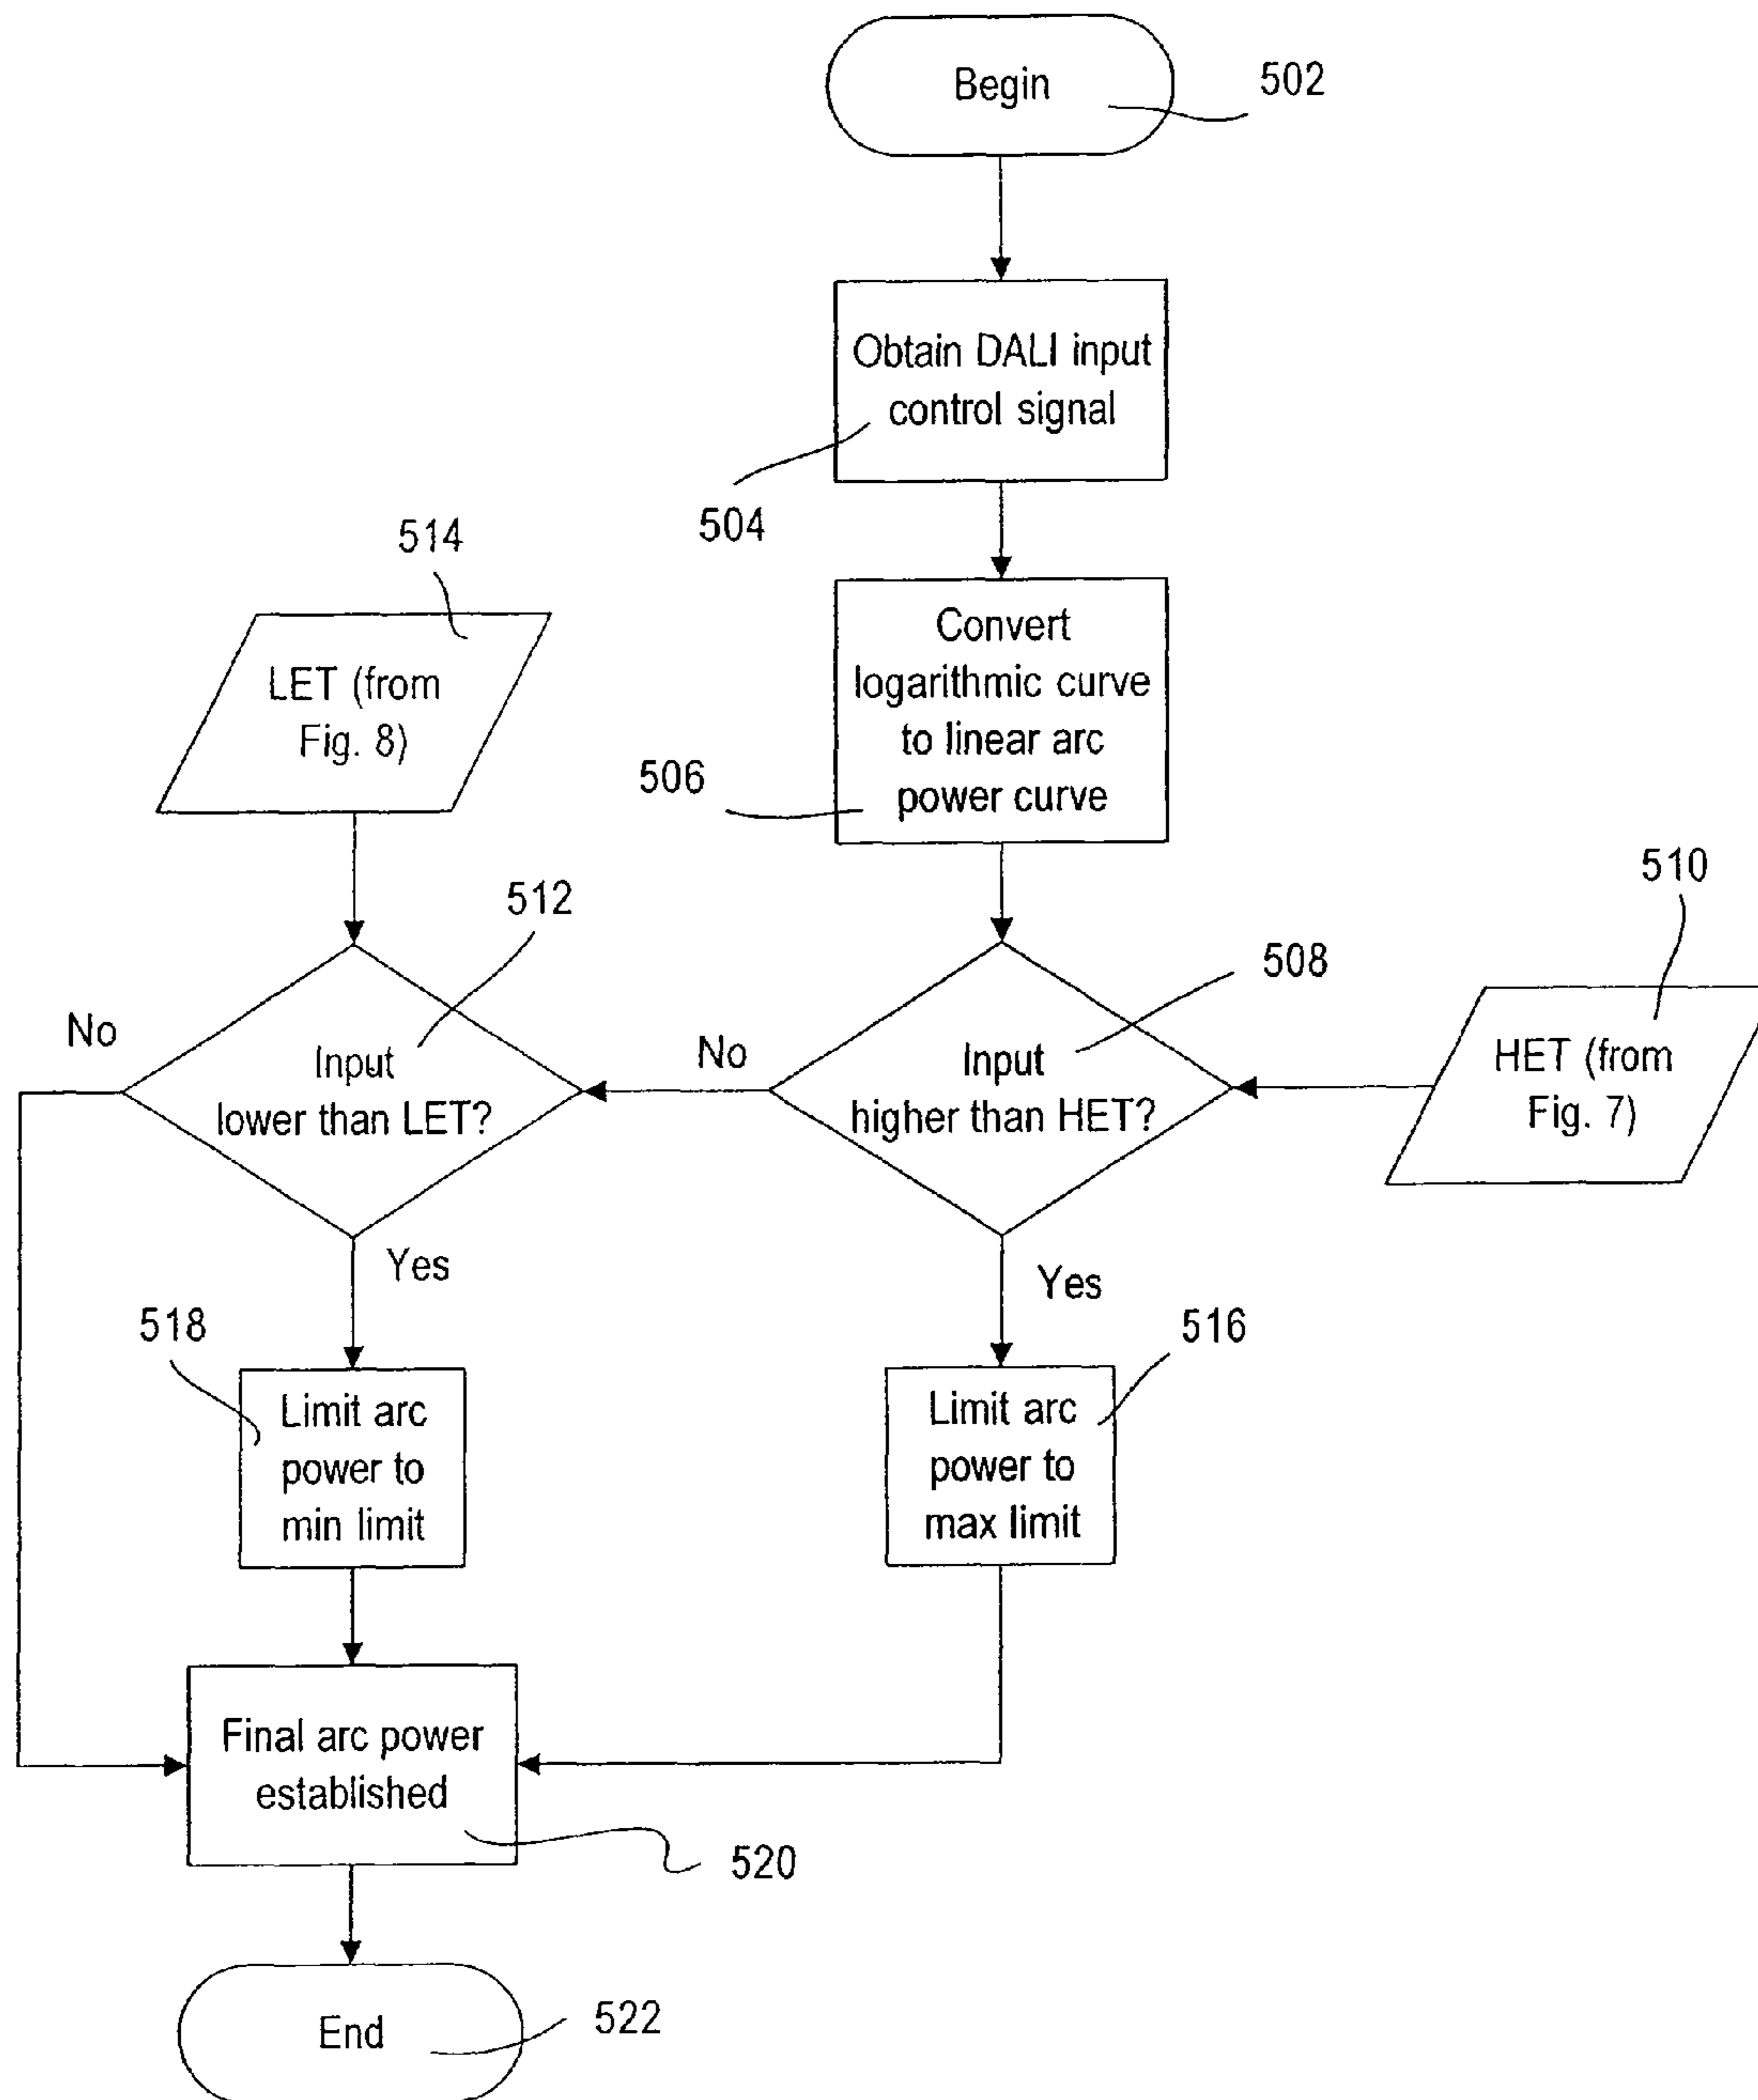 Begin
502
Obtain DALI input
control signal
504
514
Convert
logarithmic curve
to linear arc
power curve
506
LET (from
Fig. 8)
510
512
508
No
Input
lower than LET?
No
Input
higher than HET?
HET (from
Fig. 7)
Yes
Yes
518
516
Limit arc
power to
min limit
Limit arc
power to
max limit
Final arc power
established
520
End
522